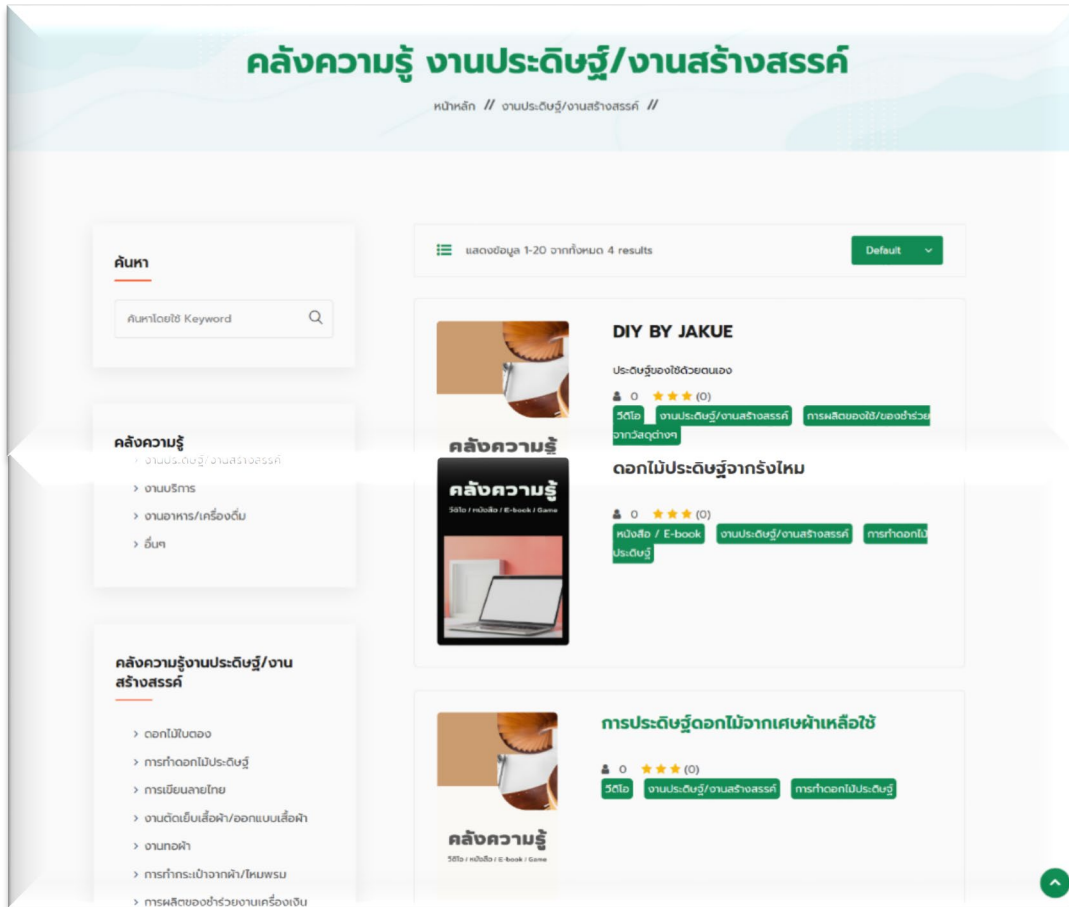 คลังความรู้ งานประดิษฐ์/งานสร้างสรรค์
หน้าหลัก // งานประดิษฐ์/งานสร้างสรรค์ //
ค้นหา
ค้นหาโดยใช้ Keyword
คลังความรู้
> งานประดิษฐ์/งานสร้างสรรค์
> งานบริการ
> งานอาหาร/เครื่องดื่ม
> อื่นๆ
คลังความรู้งานประดิษฐ์/งาน
สร้างสรรค์
> ดอกไม้ใบตอง
> การทำดอกไม้ประดิษฐ์
> การเขียนลายไทย
> งานตัดเย็บเสื้อผ้า/ออกแบบเสื้อผ้า
> งานทอผ้า
> การทำกระเป๋าจากผ้า/ไหมพรม
> การผลิตของชำร่วยงานเครื่องเงิน
แสดงข้อมูล 1-20 จากทั้งหมด 4 results
Default
คลังความรู้
DIY BY JAKUE
ประดิษฐ์ของใช้ด้วยตนเอง
0 (0)
วีดิโอ งานประดิษฐ์/งานสร้างสรรค์ การผลิตของใช้/ของชำร่วย
จากวัสดุต่างๆ
คลังความรู้
วีดิโอ / หนังสือ / E-book / Game
ดอกไม้ประดิษฐ์จากรังไหม
0 (0)
หนังสือ / E-book งานประดิษฐ์/งานสร้างสรรค์ การทำดอกไม้
ประดิษฐ์
คลังความรู้
วีดิโอ / หนังสือ / E-book / Game
การประดิษฐ์ดอกไม้จากเศษผ้าเหลือใช้
0 (0)
วีดิโอ งานประดิษฐ์/งานสร้างสรรค์ การทำดอกไม้ประดิษฐ์